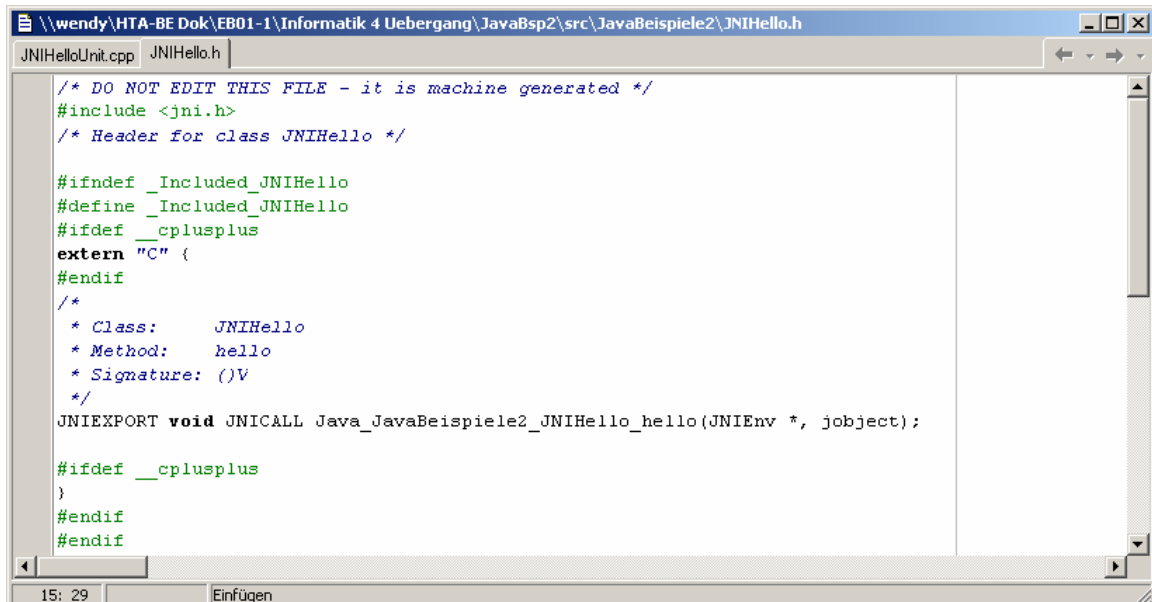 \\wendy\HTA-BE Dok\EB01-1\Informatik 4 Uebergang\JavaBsp2\src\JavaBeispiele2\JNIHello.h
JNIHelloUnit.cpp JNIHello.h
/* DO NOT EDIT THIS FILE - it is machine generated */
#include <jni.h>
/* Header for class JNIHello */
#ifndef _Included_JNIHello
#define _Included_JNIHello
#ifdef __cplusplus
extern "C" {
#endif
/*
 * Class:     JNIHello
 * Method:    hello
 * Signature: ()V
 */
JNIEXPORT void JNICALL Java_JavaBeispiele2_JNIHello_hello(JNIEnv *, jobject);
#ifdef __cplusplus
}
#endif
#endif
15: 29 Einfügen